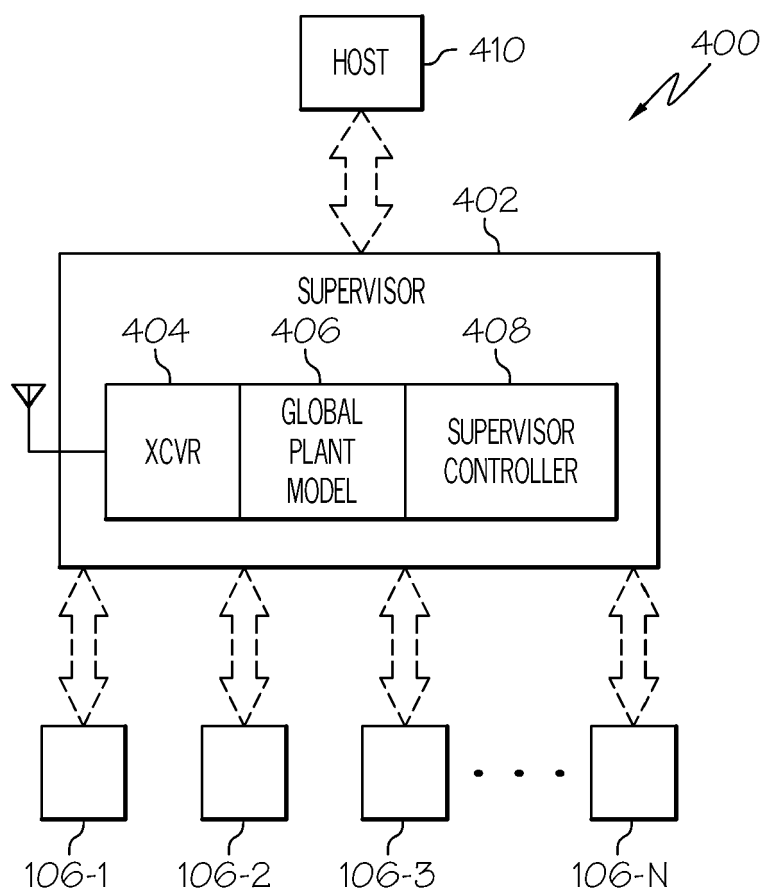 HOST
410
400
402
SUPERVISOR
404
406
408
XCVR
GLOBAL
PLANT
MODEL
SUPERVISOR
CONTROLLER
106-1
106-2
106-3
106-N